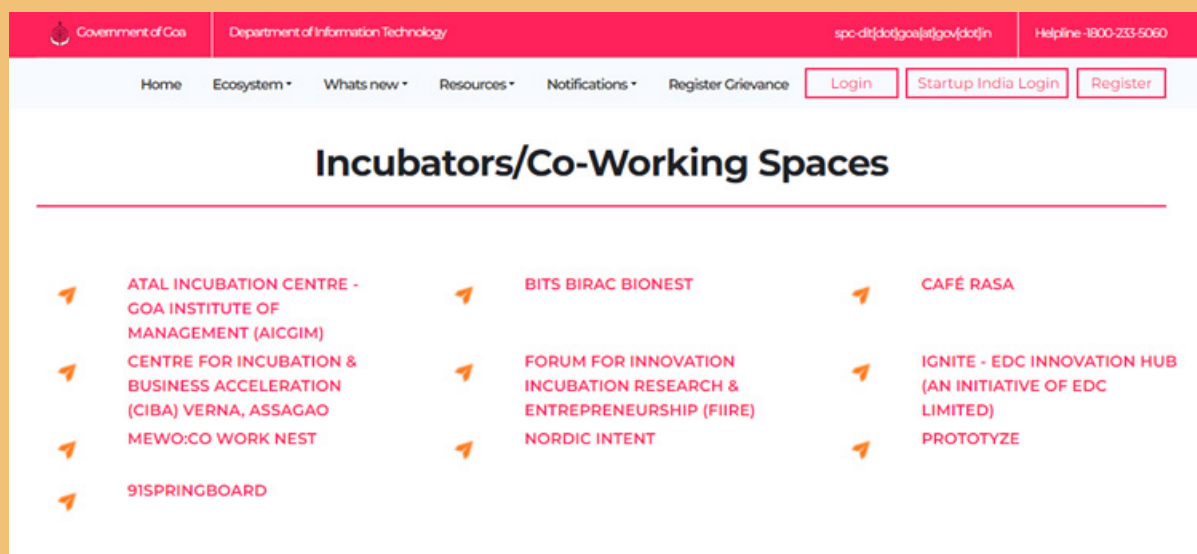 Government of Goa
Department of Information Technology
spc-dit[dot]goa[at]gov[dot]in
Helpline -1800-233-5060
Home
Ecosystem
Whats new
Resources
Notifications
Register Grievance
Login
Startup India Login
Register
Incubators/Co-Working Spaces
ATAL INCUBATION CENTRE -
GOA INSTITUTE OF
MANAGEMENT (AICGIM)
BITS BIRAC BIONEST
CAFÉ RASA
CENTRE FOR INCUBATION &
BUSINESS ACCELERATION
(CIBA) VERNA, ASSAGAO
FORUM FOR INNOVATION
INCUBATION RESEARCH &
ENTREPRENEURSHIP (FIIRE)
IGNITE - EDC INNOVATION HUB
(AN INITIATIVE OF EDC
LIMITED)
MEWO:CO WORK NEST
NORDIC INTENT
PROTOTYZE
91SPRINGBOARD